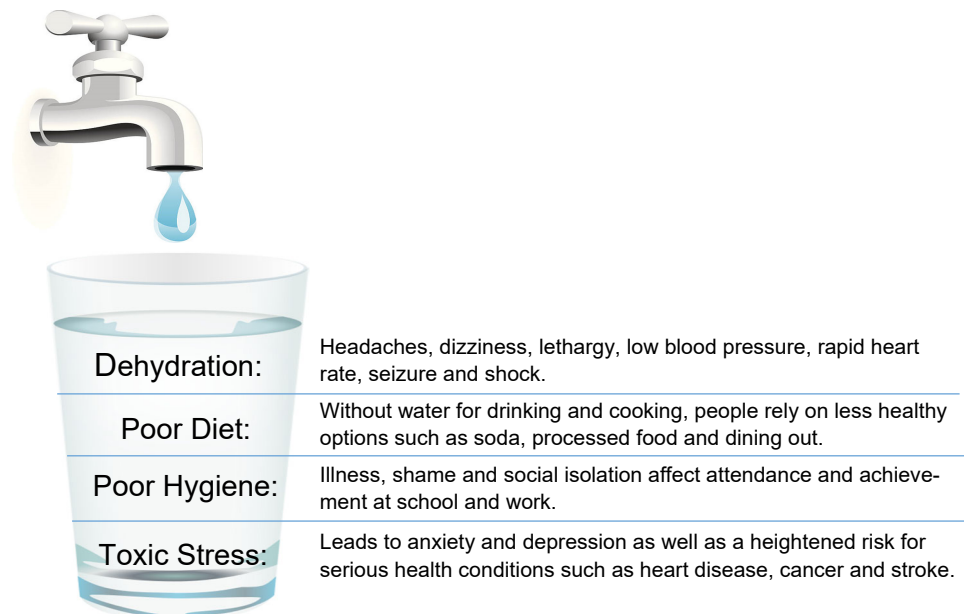 Dehydration:
Headaches, dizziness, lethargy, low blood pressure, rapid heart
rate, seizure and shock.
Poor Diet:
Without water for drinking and cooking, people rely on less healthy
options such as soda, processed food and dining out.
Poor Hygiene:
Illness, shame and social isolation affect attendance and achieve-
ment at school and work.
Toxic Stress:
Leads to anxiety and depression as well as a heightened risk for
serious health conditions such as heart disease, cancer and stroke.